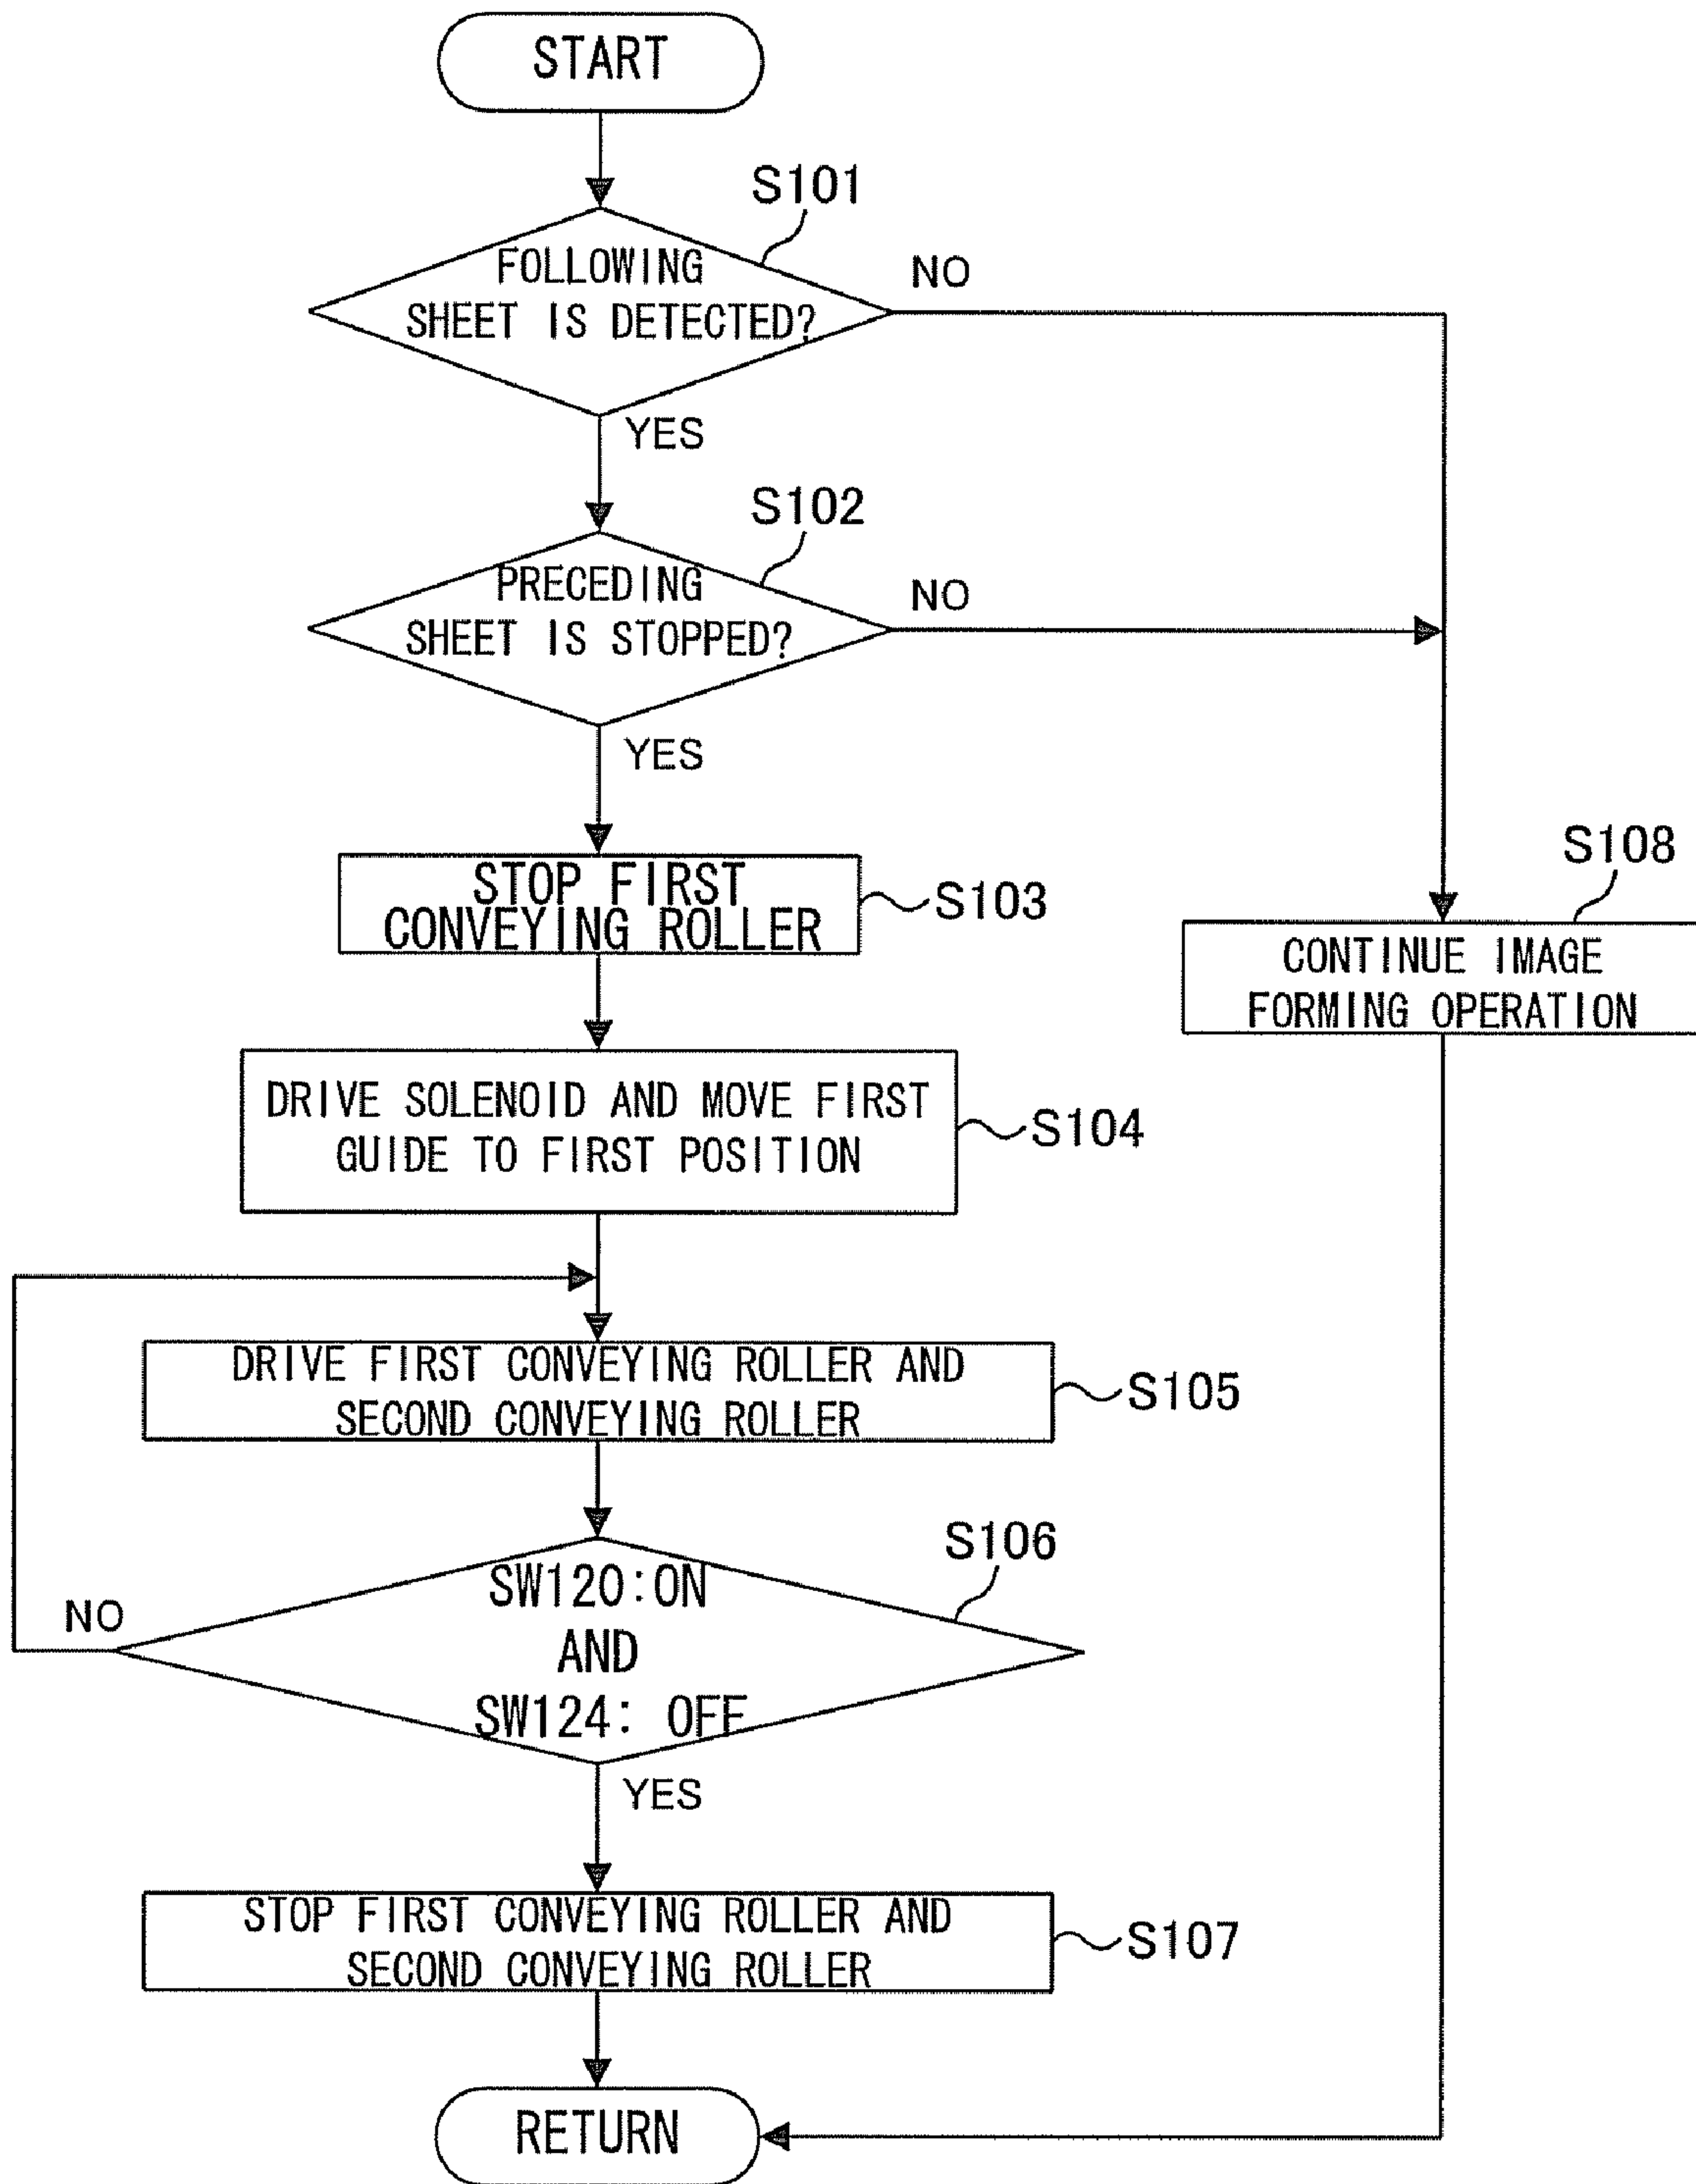 START
S101
FOLLOWING
SHEET IS DETECTED?
NO
YES
S102
PRECEDING
SHEET IS STOPPED?
NO
YES
STOP FIRST
CONVEYING ROLLER
S103
S108
CONTINUE IMAGE
FORMING OPERATION
DRIVE SOLENOID AND MOVE FIRST
GUIDE TO FIRST POSITION
S104
DRIVE FIRST CONVEYING ROLLER AND
SECOND CONVEYING ROLLER
S105
S106
SW120:ON
AND
SW124: OFF
NO
YES
STOP FIRST CONVEYING ROLLER AND
SECOND CONVEYING ROLLER
S107
RETURN